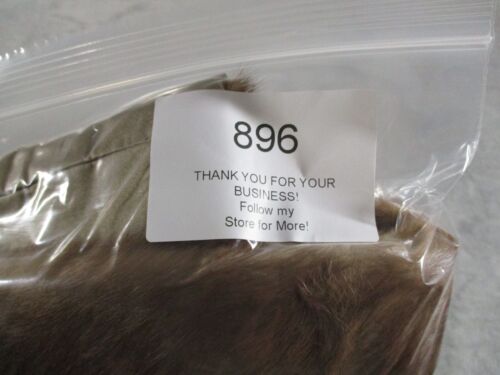 896
THANK YOU FOR YOUR
BUSINESS!
Follow my
Store for More!